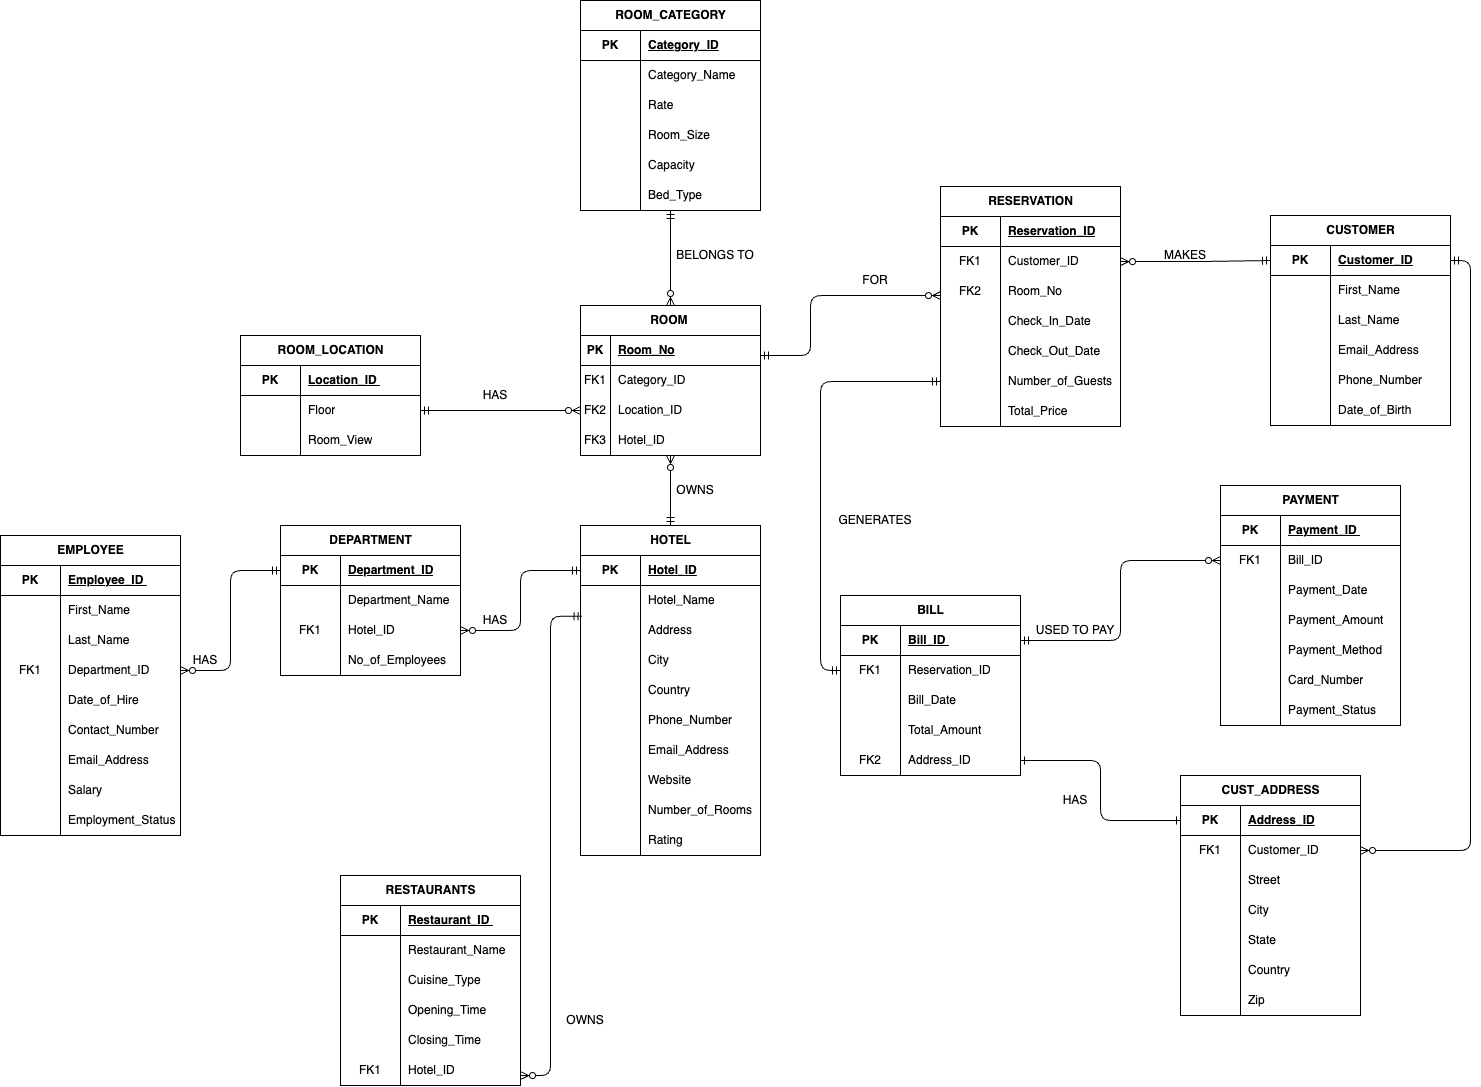 ROOM_CATEGORY
PK Category_ID
Category_Name
Rate
Room_Size
Capacity
Bed_Type
BELONGS TO
ROOM
PK Room_No
FK1 Category_ID
FK2 Location_ID
FK3 Hotel_ID
ROOM_LOCATION
PK Location_ID
Floor
Room_View
HAS
FOR
RESERVATION
PK Reservation_ID
FK1 Customer_ID
FK2 Room_No
Check_In_Date
Check_Out_Date
Number_of_Guests
Total_Price
MAKES
CUSTOMER
PK Customer_ID
First_Name
Last_Name
Email_Address
Phone_Number
Date_of_Birth
OWNS
GENERATES
EMPLOYEE
PK Employee_ID
First_Name
Last_Name
FK1 Department_ID
Date_of_Hire
Contact_Number
Email_Address
Salary
Employment_Status
HAS
DEPARTMENT
PK Department_ID
Department_Name
FK1 Hotel_ID
No_of_Employees
HAS
HOTEL
PK Hotel_ID
Hotel_Name
Address
City
Country
Phone_Number
Email_Address
Website
Number_of_Rooms
Rating
BILL
PK Bill_ID
FK1 Reservation_ID
Bill_Date
Total_Amount
FK2 Address_ID
USED TO PAY
PAYMENT
PK Payment_ID
FK1 Bill_ID
Payment_Date
Payment_Amount
Payment_Method
Card_Number
Payment_Status
HAS
CUST_ADDRESS
PK Address_ID
FK1 Customer_ID
Street
City
State
Country
Zip
RESTAURANTS
PK Restaurant_ID
Restaurant_Name
Cuisine_Type
Opening_Time
Closing_Time
FK1 Hotel_ID
OWNS